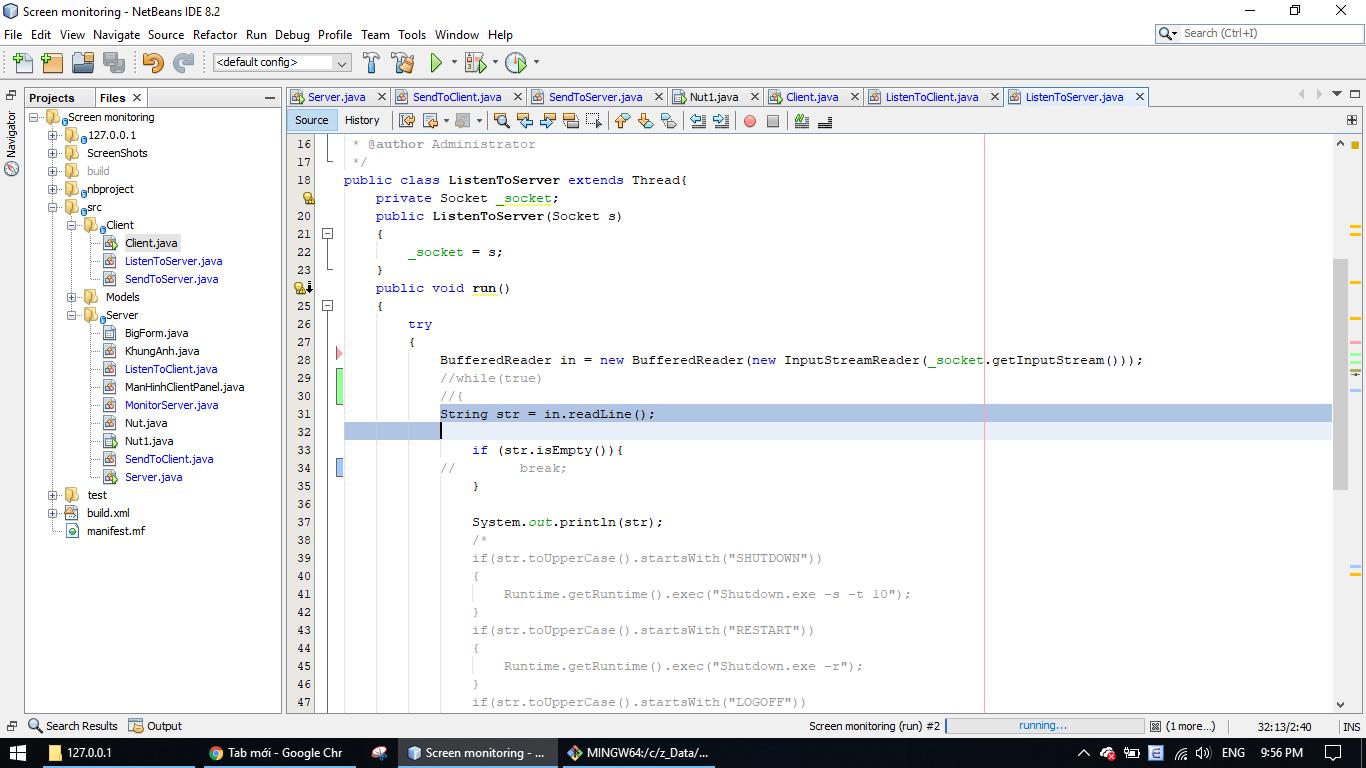 Screen monitoring - NetBeans IDE 8.2
File Edit View Navigate Source Refactor Run Debug Profile Team Tools Window Help
Search (Ctrl+I)
<default config>
Projects Files
Server.java SendToClient.java SendToServer.java Nut1.java Client.java ListenToClient.java ListenToServer.java
Navigator
Source History
Screen monitoring
127.0.0.1
ScreenShots
build
nbproject
src
Client
Client.java
ListenToServer.java
SendToServer.java
Models
Server
BigForm.java
KhungAnh.java
ListenToClient.java
ManHinhClientPanel.java
MonitorServer.java
Nut.java
Nut1.java
SendToClient.java
Server.java
test
build.xml
manifest.mf
16 * @author Administrator
17 */
18 public class ListenToServer extends Thread{
private Socket _socket;
20 public ListenToServer(Socket s)
21 {
22 _socket = s;
23 }
public void run()
25 {
26 try
27 {
28 BufferedReader in = new BufferedReader(new InputStreamReader(_socket.getInputStream()));
29 //while(true)
30 //{
31 String str = in.readLine();
32
33 if (str.isEmpty()){
34 // break;
35 }
36
37 System.out.println(str);
38 /*
39 if(str.toUpperCase().startsWith("SHUTDOWN"))
40 {
41 Runtime.getRuntime().exec("Shutdown.exe -s -t 10");
42 }
43 if(str.toUpperCase().startsWith("RESTART"))
44 {
45 Runtime.getRuntime().exec("Shutdown.exe -r");
46 }
47 if(str.toUpperCase().startsWith("LOGOFF"))
Search Results Output
Screen monitoring (run) #2 running... (1 more...) 32:13/2:40 INS
127.0.0.1 Tab mới - Google Chr Screen monitoring - ... MINGW64:/c/z_Data/... ENG 9:56 PM